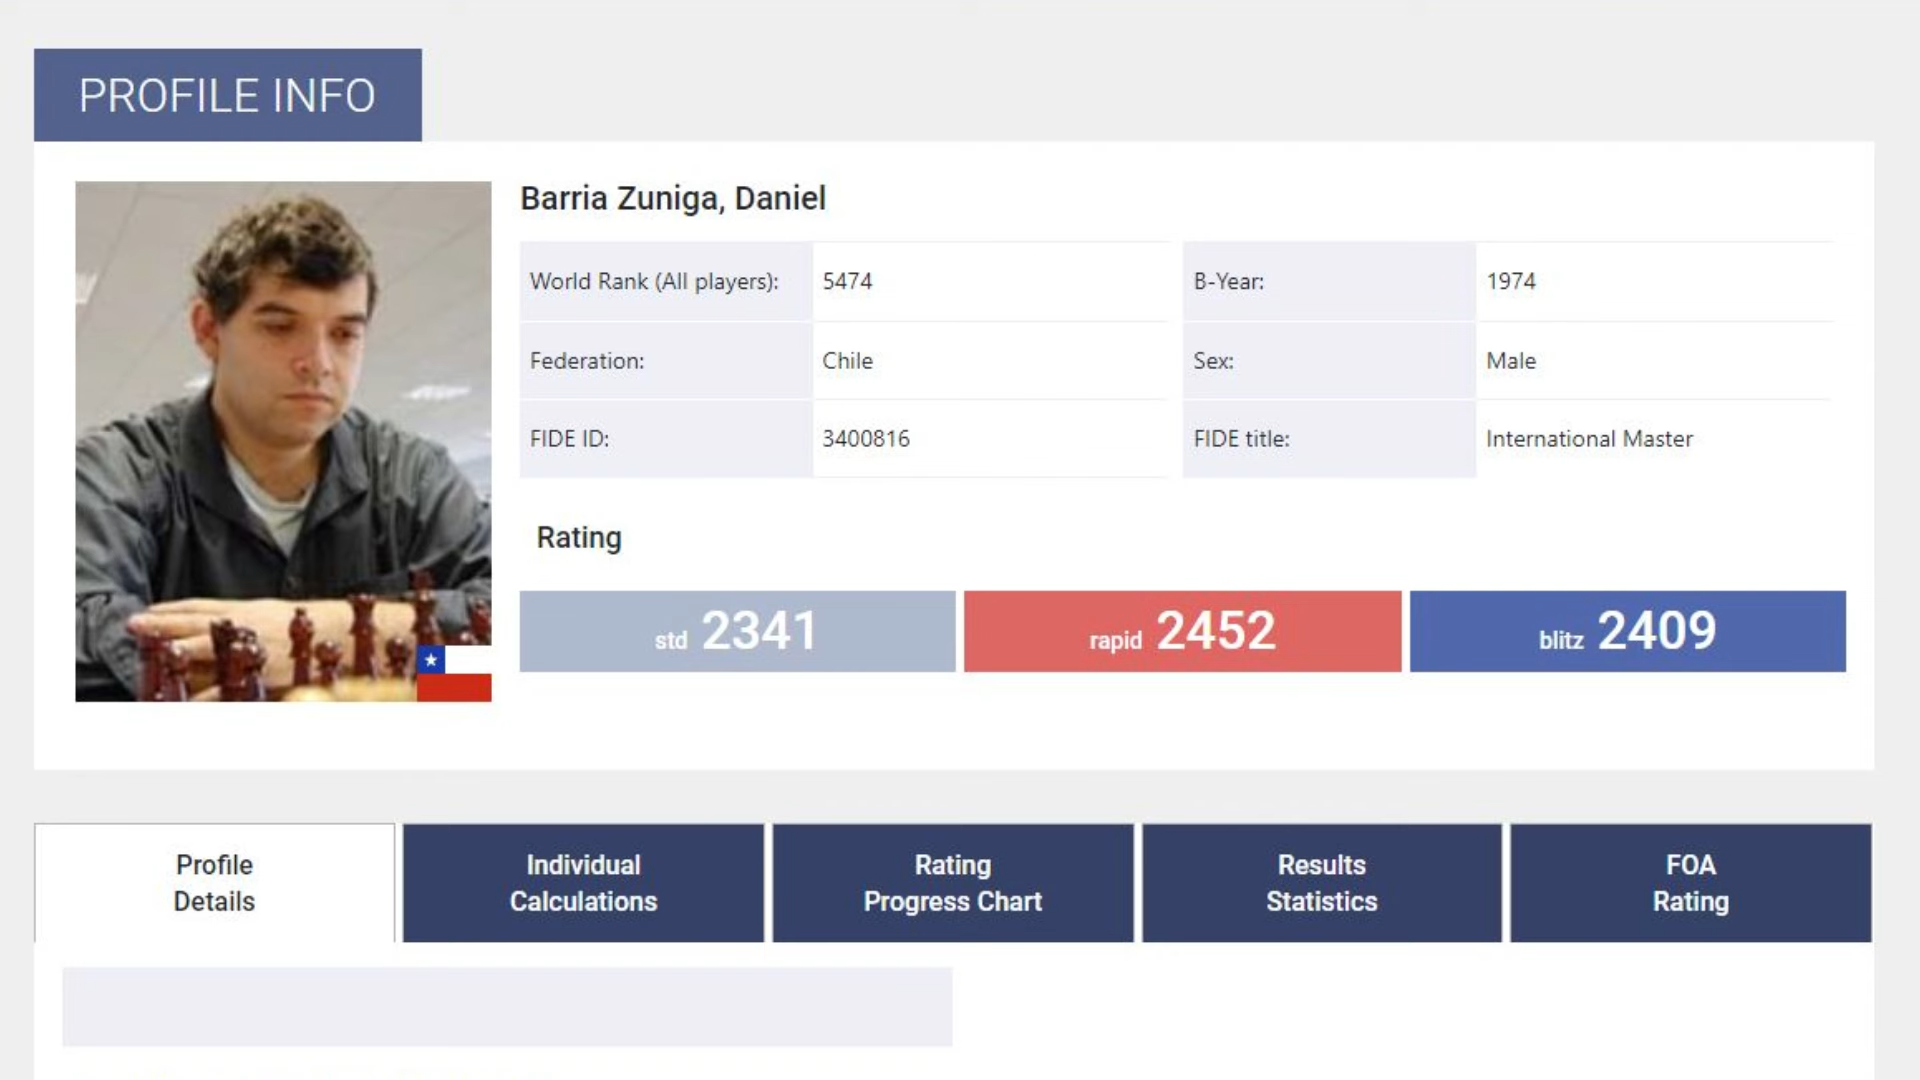 PROFILE INFO
Barria Zuniga, Daniel
World Rank (All players): 5474 B-Year: 1974
Federation: Chile Sex: Male
FIDE ID: 3400816 FIDE title: International Master
Rating
std 2341 rapid 2452 blitz 2409
Profile Individual Rating Results FOA
Details Calculations Progress Chart Statistics Rating